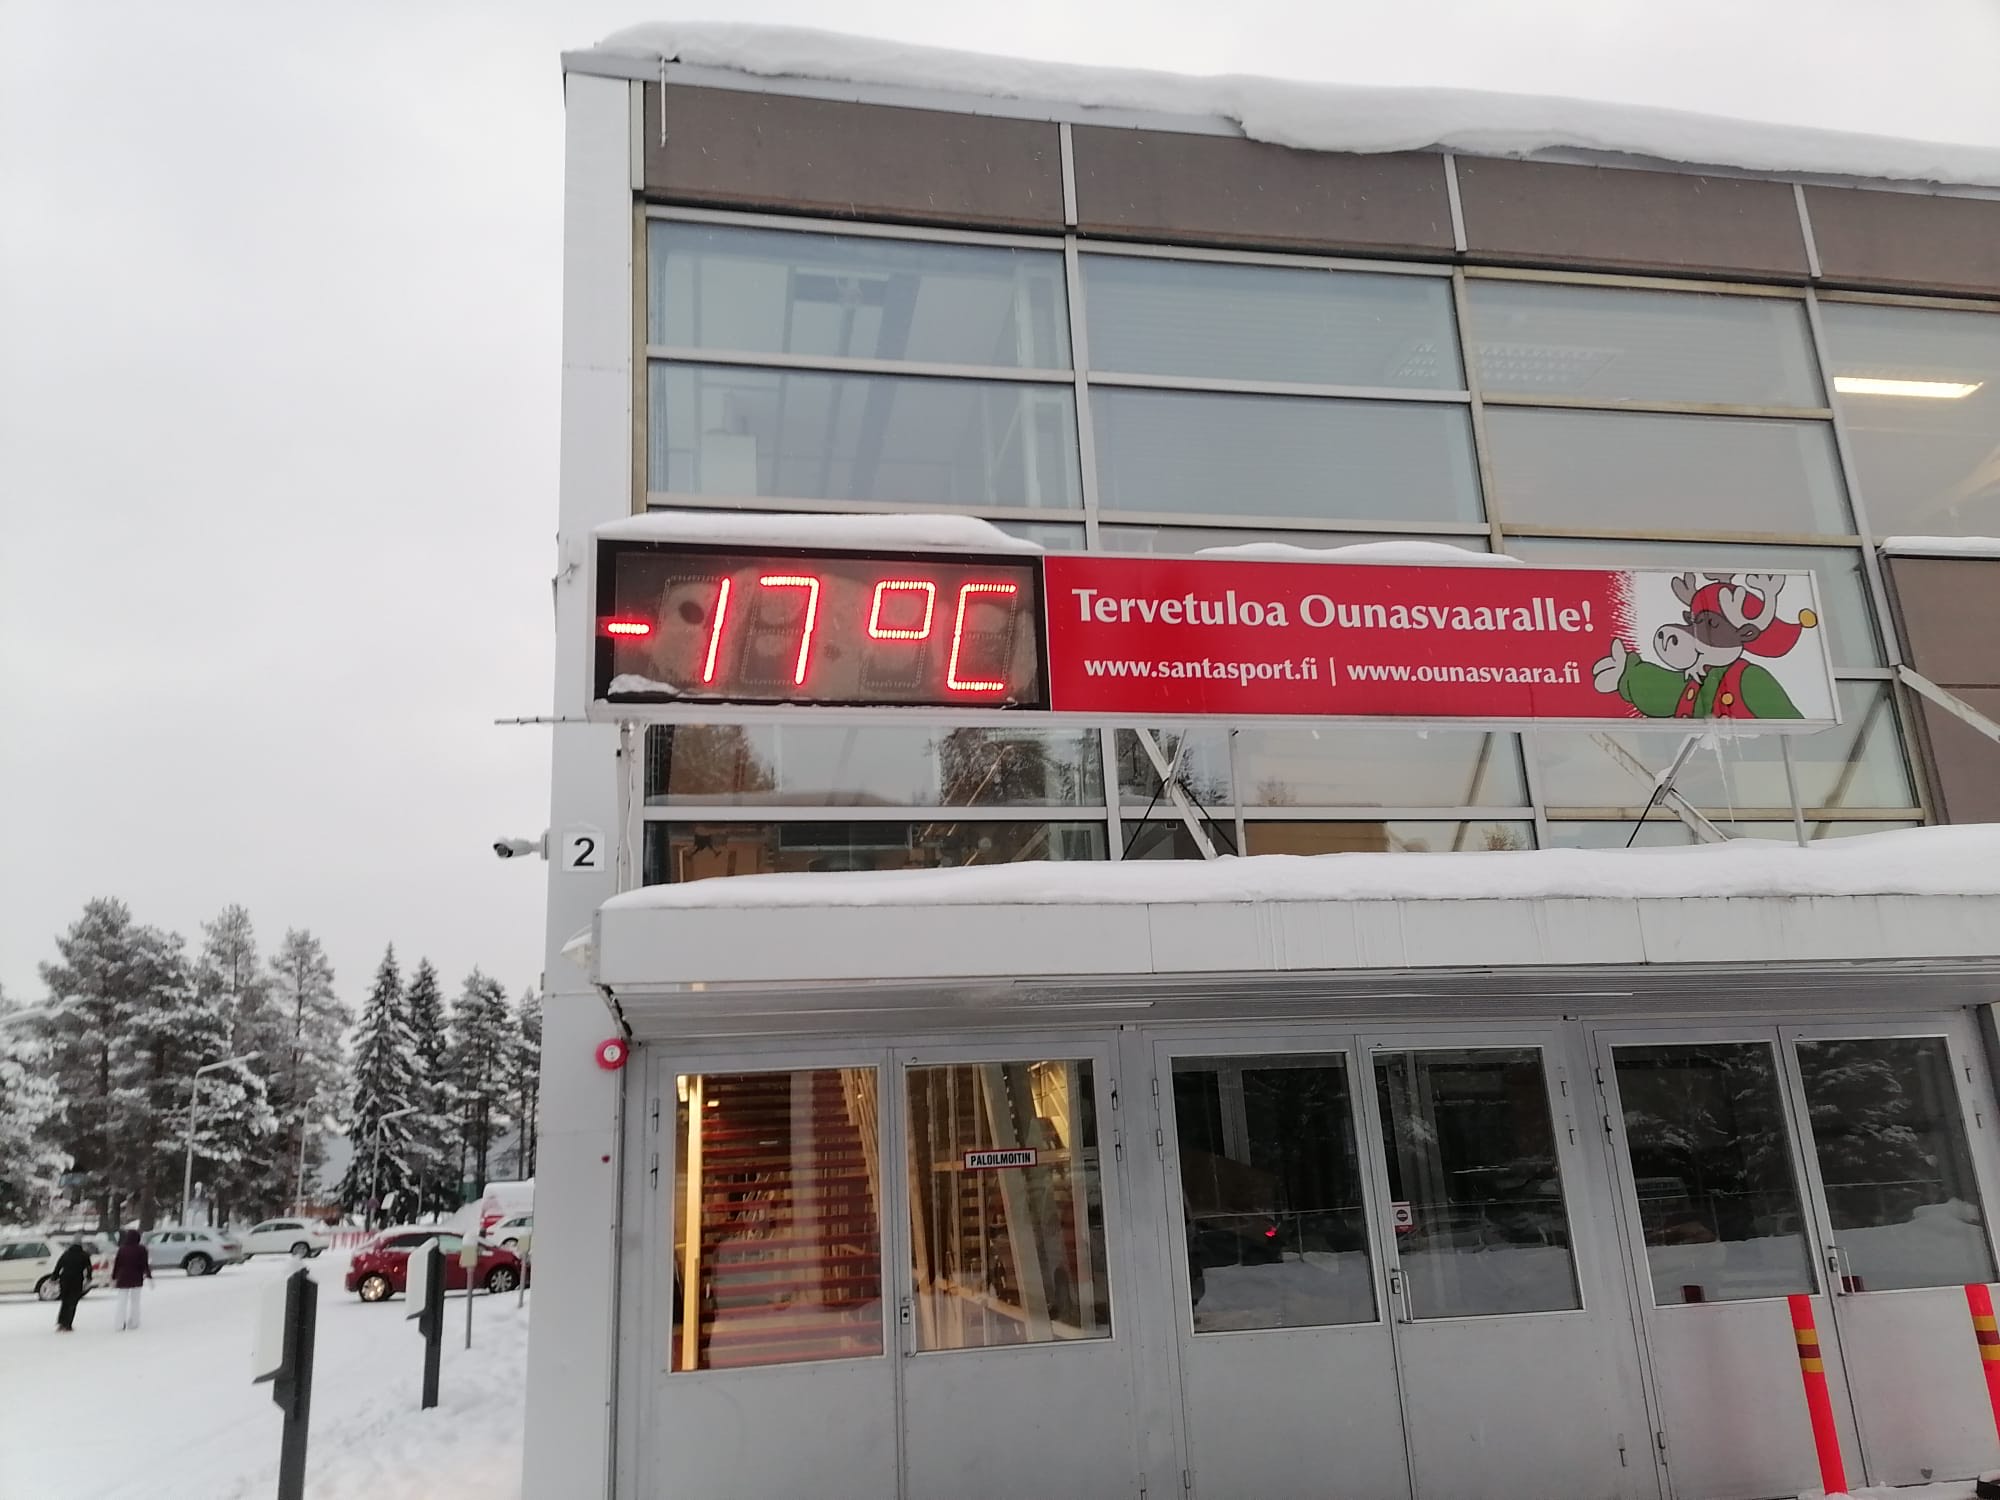 -17°C
Tervetuloa Ounasvaaralle!
www.santasport.fi | www.ounasvaara.fi
2
PALOILMOITIN